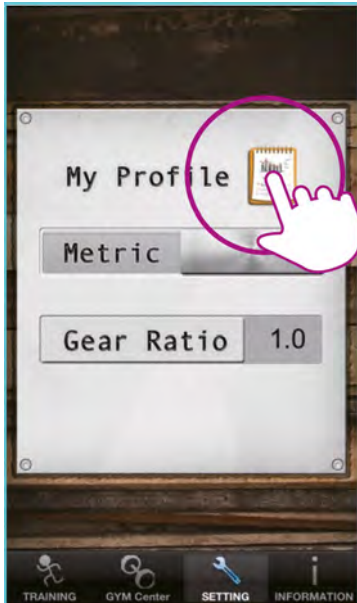 My Profile
Metric
Gear Ratio 1.0
TRAINING GYM Center SETTING INFORMATION